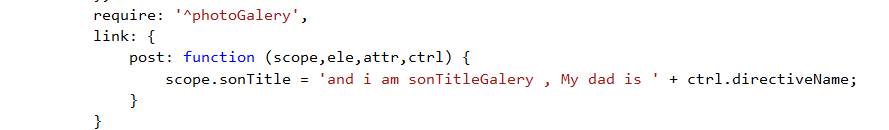 require: '^photoGalery',
link: {
post: function (scope,ele,attr,ctrl) {
scope.sonTitle = 'and i am sonTitleGalery , My dad is ' + ctrl.directiveName;
}
}